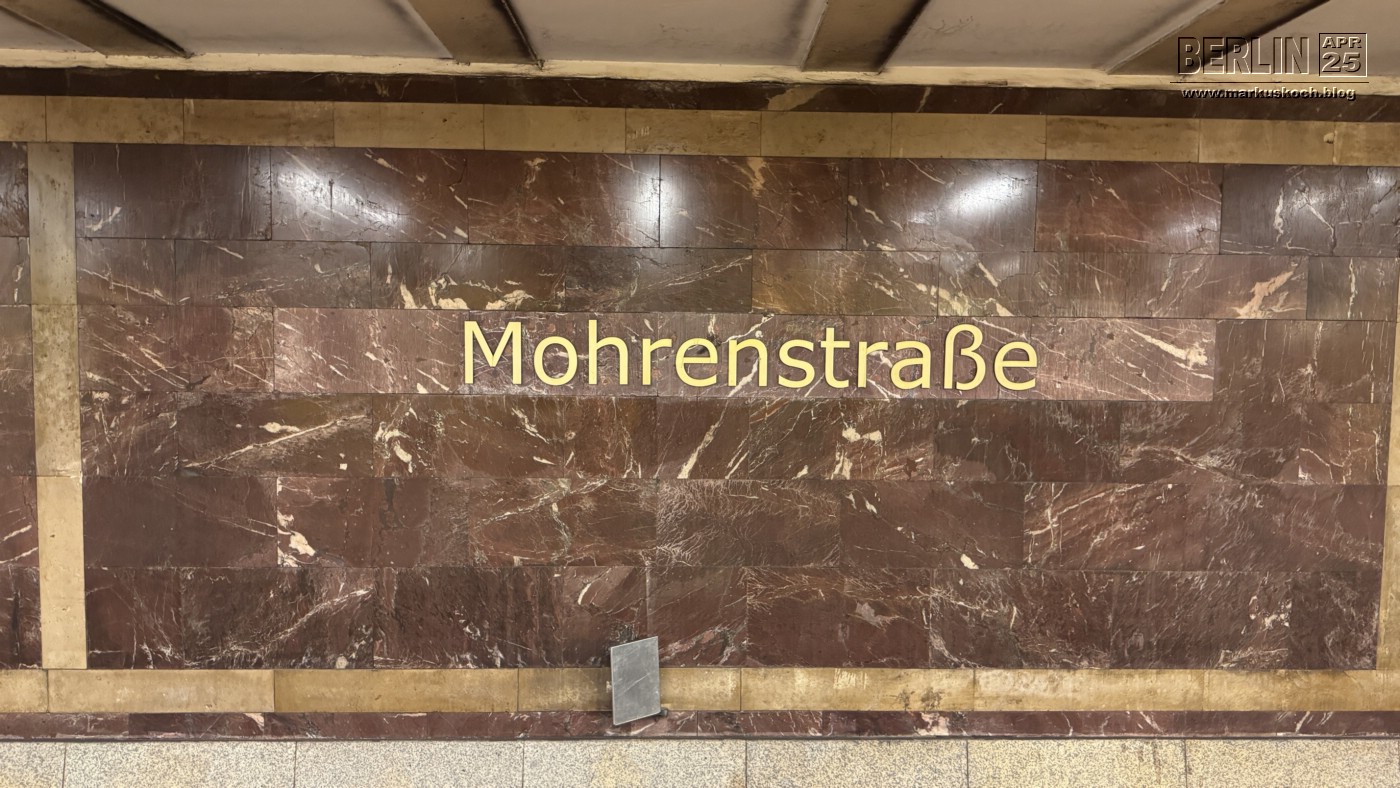 BERLIN APR 25
www.markuskoch.blog
Mohrenstraße